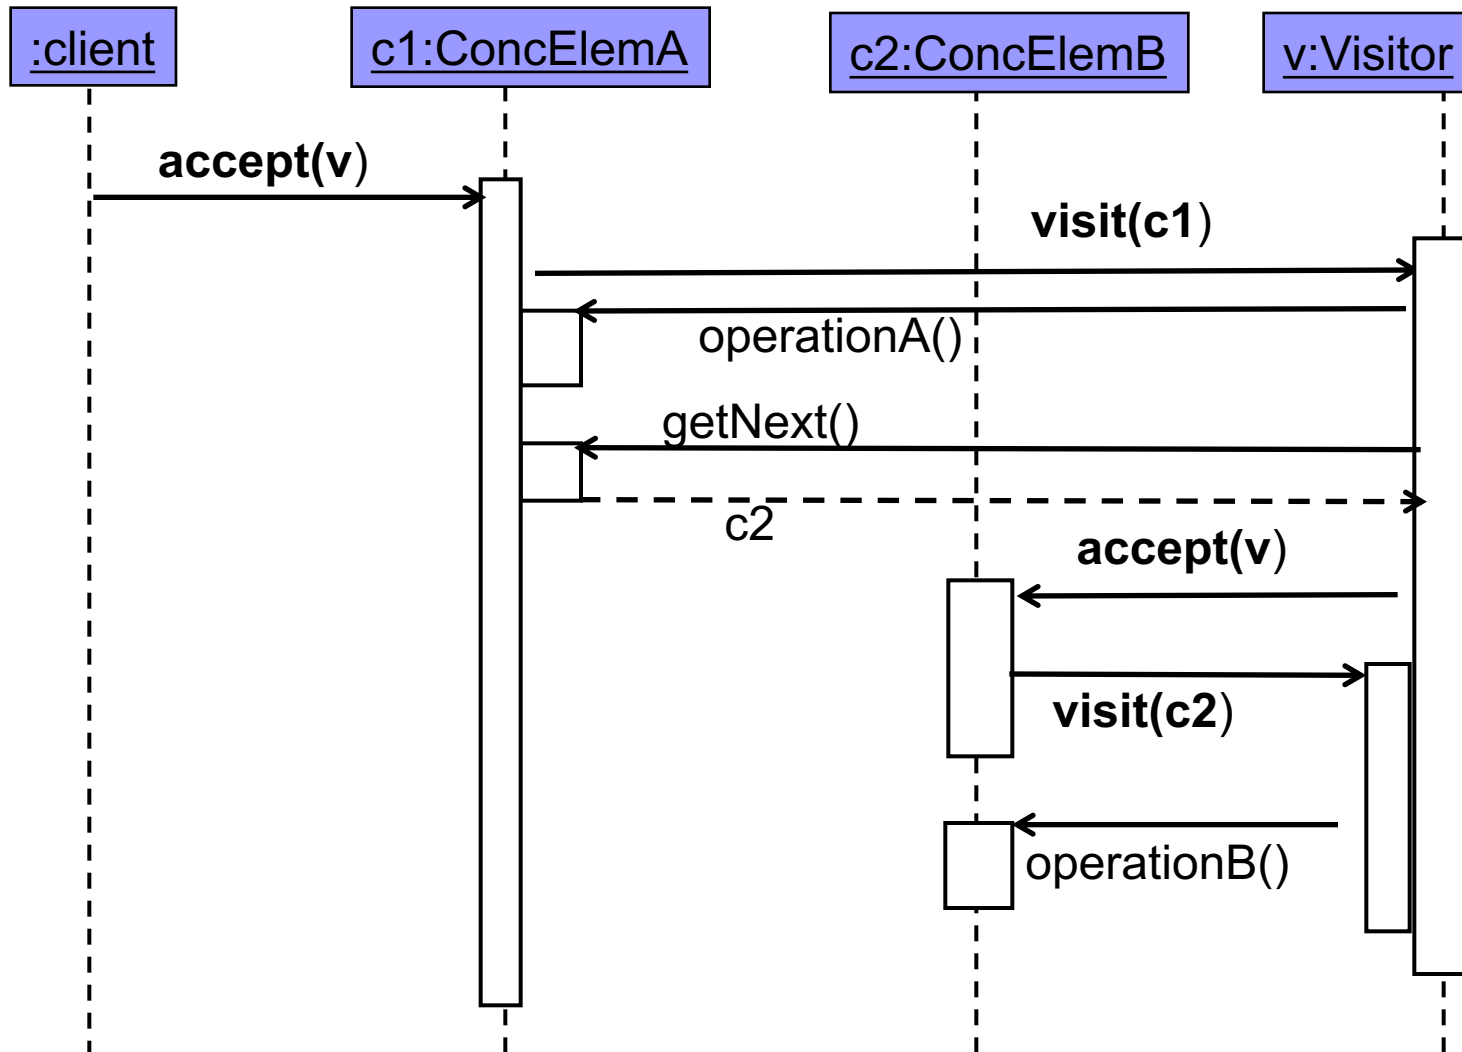 :client
c1:ConcElemA
c2:ConcElemB
v:Visitor
accept(v)
visit(c1)
operationA()
getNext()
c2
accept(v)
visit(c2)
operationB()